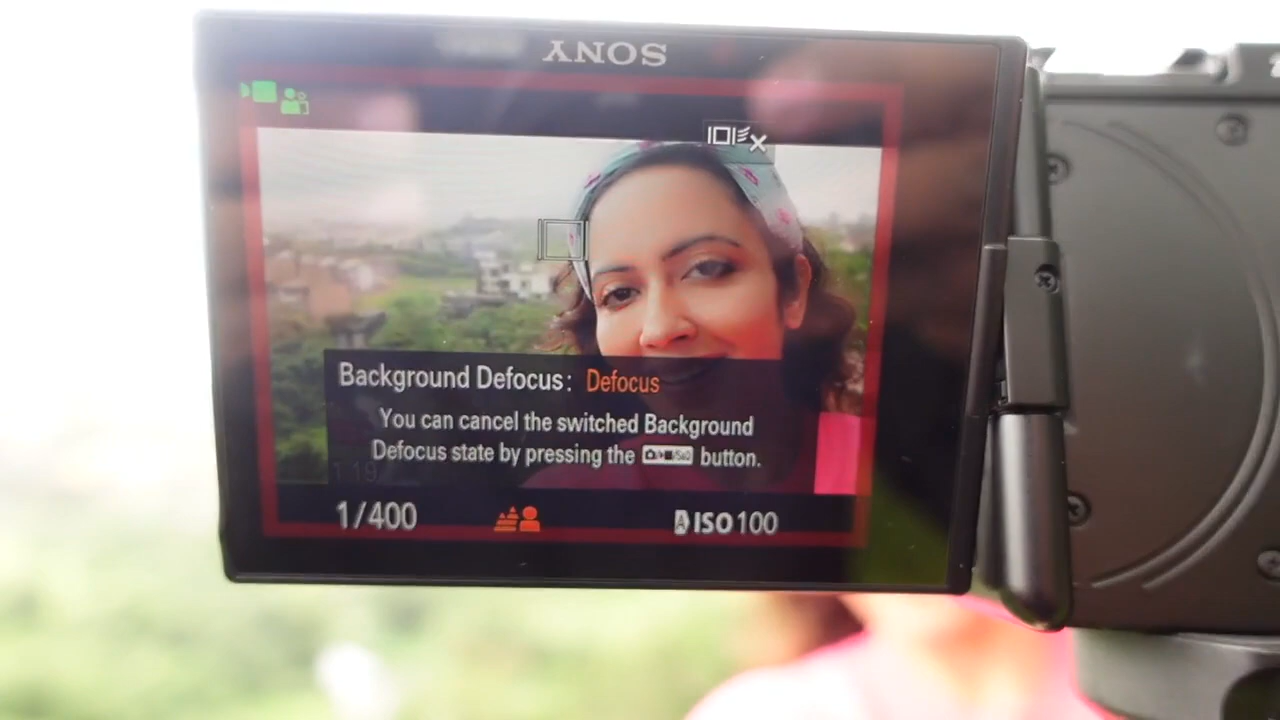 SONY
Background Defocus: Defocus
You can cancel the switched Background
Defocus state by pressing the button.
1/400
ISO 100